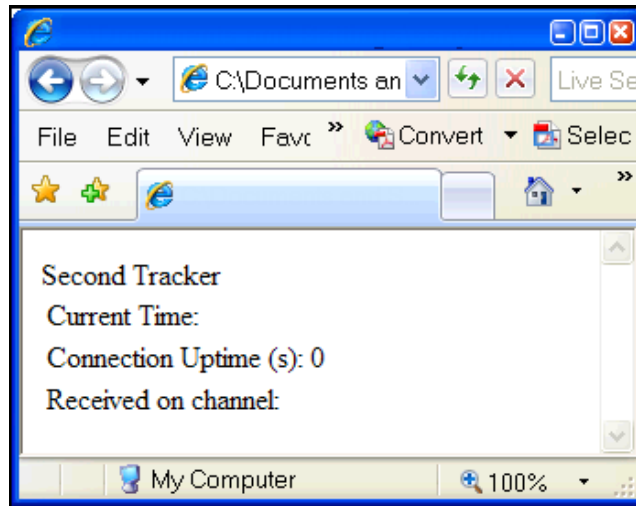 C:\Documents an
Live Se
File Edit View Favc » Convert Selec
»
Second Tracker
Current Time:
Connection Uptime (s): 0
Received on channel:
My Computer 100%